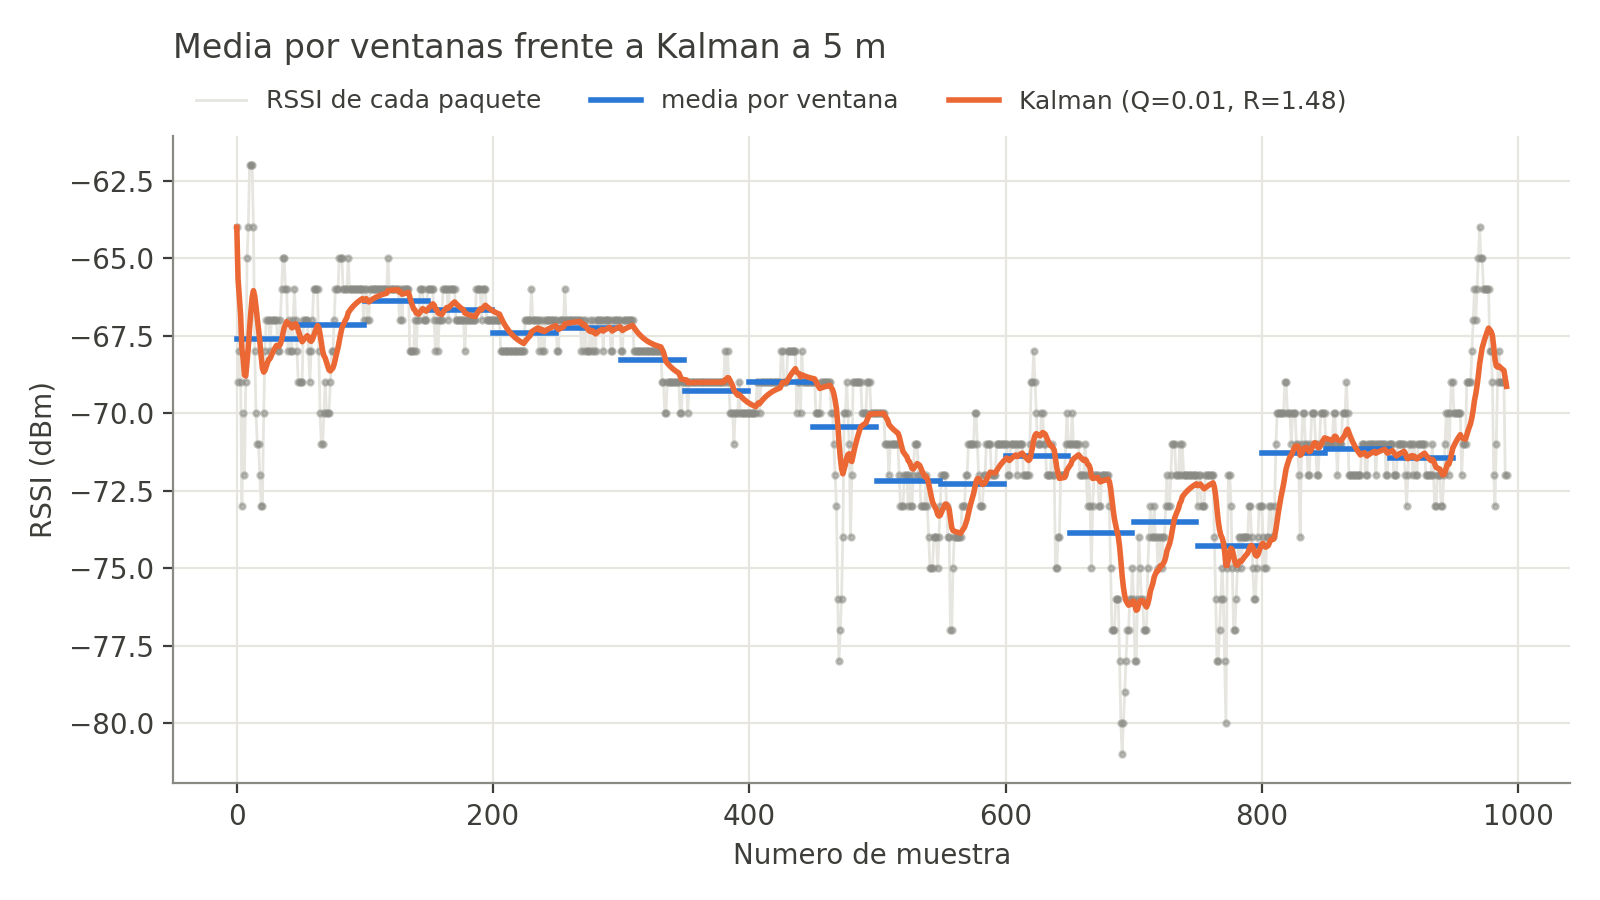 Media por ventanas frente a Kalman a 5 m
RSSI de cada paquete
media por ventana
Kalman (Q=0.01, R=1.48)
−62.5
−65.0
−67.5
−70.0
−72.5
−75.0
−77.5
−80.0
RSSI (dBm)
0
200
400
600
800
1000
Numero de muestra